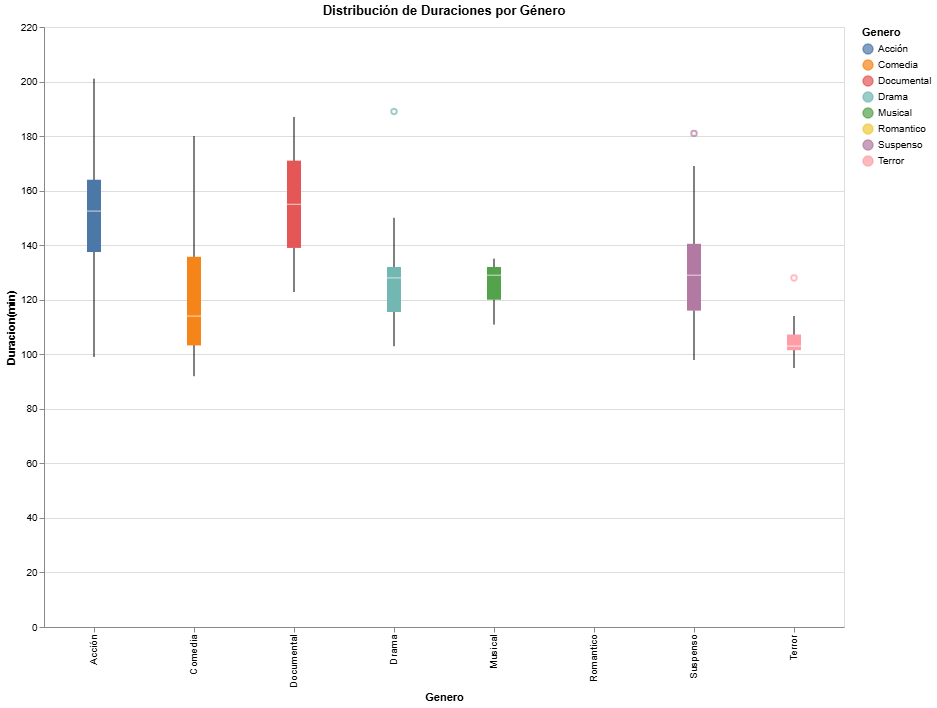 Distribución de Duraciones por Género
Genero
Acción
Comedia
Documental
Drama
Musical
Romantico
Suspenso
Terror
Duracion(min)
220
200
180
160
140
120
100
80
60
40
20
0
Acción
Comedia
Documental
Drama
Musical
Romantico
Suspenso
Terror
Genero